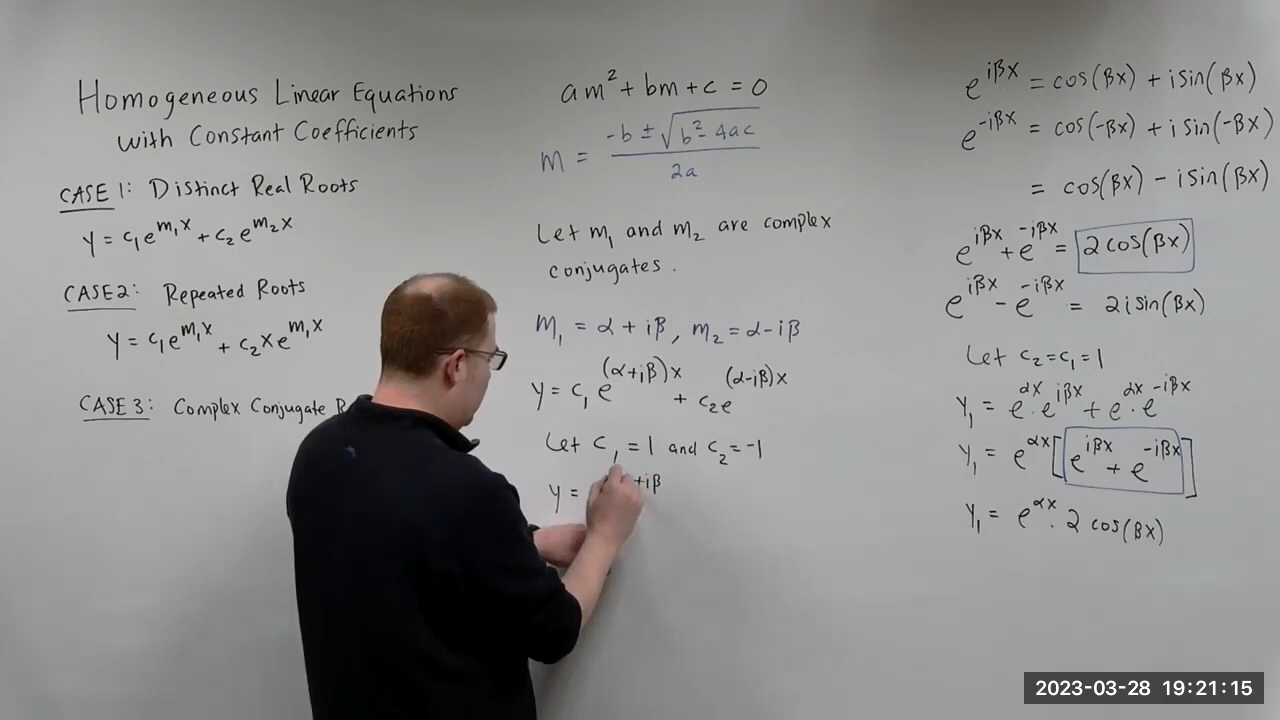 Homogeneous Linear Equations
with Constant Coefficients
CASE 1: Distinct Real Roots
y = c₁e^(m₁x) + c₂e^(m₂x)
CASE 2: Repeated Roots
y = c₁e^(m₁x) + c₂xe^(m₁x)
CASE 3: Complex Conjugate R
am² + bm + c = 0
m = (-b ± √(b² - 4ac)) / 2a
Let m₁ and m₂ are complex
conjugates.
m₁ = α + iβ, m₂ = α - iβ
y = c₁e^((α+iβ)x) + c₂e^((α-iβ)x)
Let c₁ = 1 and c₂ = -1
y = +iβ
e^(iβx) = cos(βx) + i sin(βx)
e^(-iβx) = cos(-βx) + i sin(-βx)
= cos(βx) - i sin(βx)
e^(iβx) + e^(-iβx) = 2cos(βx)
e^(iβx) - e^(-iβx) = 2i sin(βx)
Let c₂ = c₁ = 1
y₁ = e^(αx) · e^(iβx) + e^(αx) · e^(-iβx)
y₁ = e^(αx) [e^(iβx) + e^(-iβx)]
y₁ = e^(αx) · 2 cos(βx)
2023-03-28 19:21:15